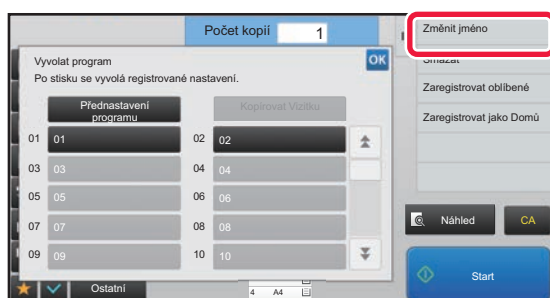 Počet kopií 1
Změnit jméno
OK
Vyvolat program
Smazat
Po stisku se vyvolá registrované nastavení.
Zaregistrovat oblíbené
Přednastavení
programu
Kopírovat Vizitku
Zaregistrovat jako Domů
01 01 02 02
03 03 04 04
05 05 06 06
07 07 08 08
Náhled CA
09 09 10 10
Start
Ostatní
4 A4